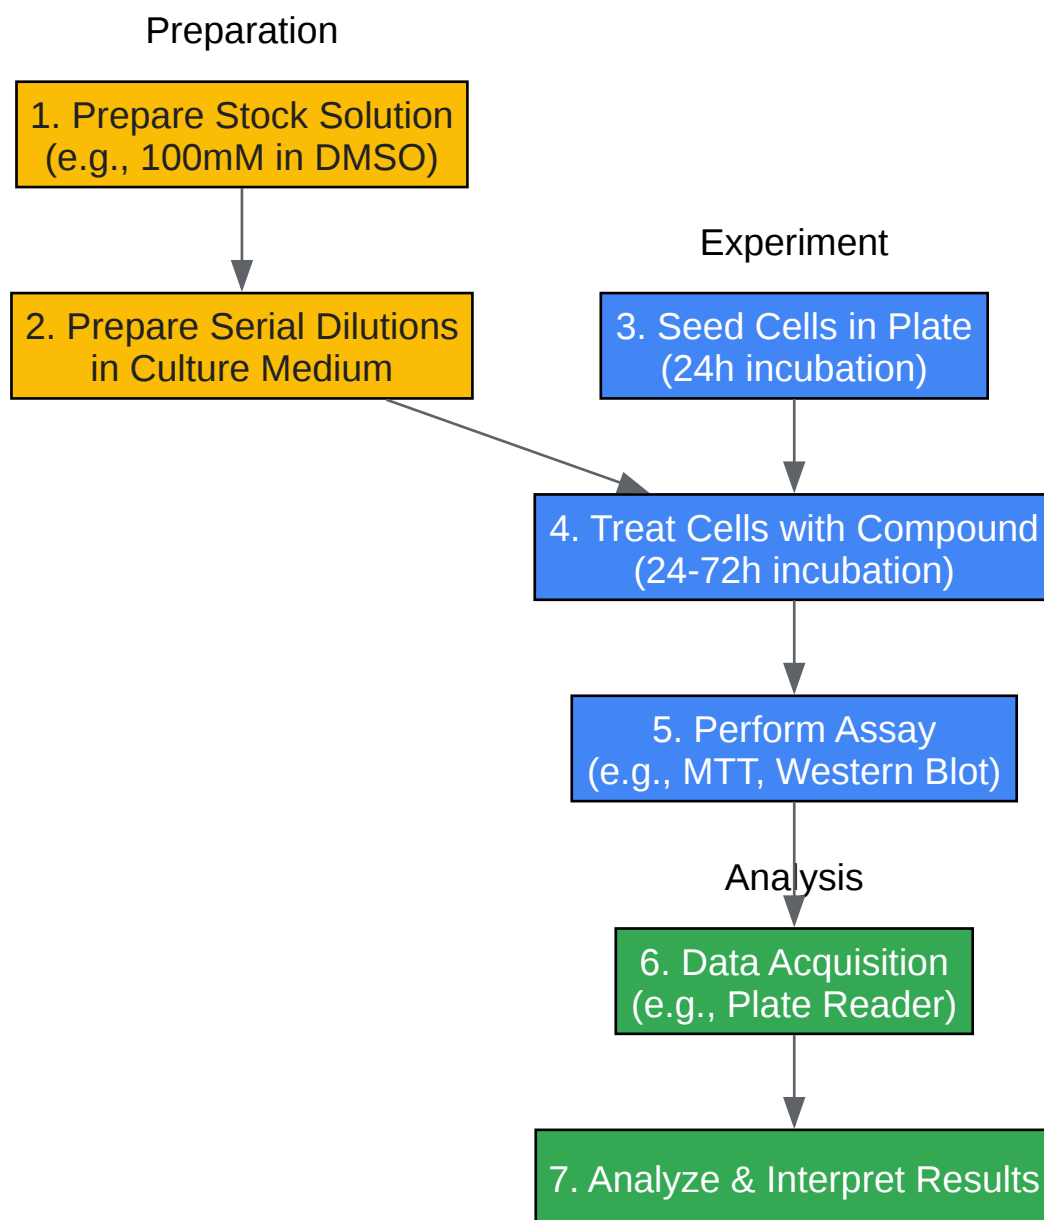 Preparation
1. Prepare Stock Solution
(e.g., 100mM in DMSO)
2. Prepare Serial Dilutions
in Culture Medium
Experiment
3. Seed Cells in Plate
(24h incubation)
4. Treat Cells with Compound
(24-72h incubation)
5. Perform Assay
(e.g., MTT, Western Blot)
Analysis
6. Data Acquisition
(e.g., Plate Reader)
7. Analyze & Interpret Results